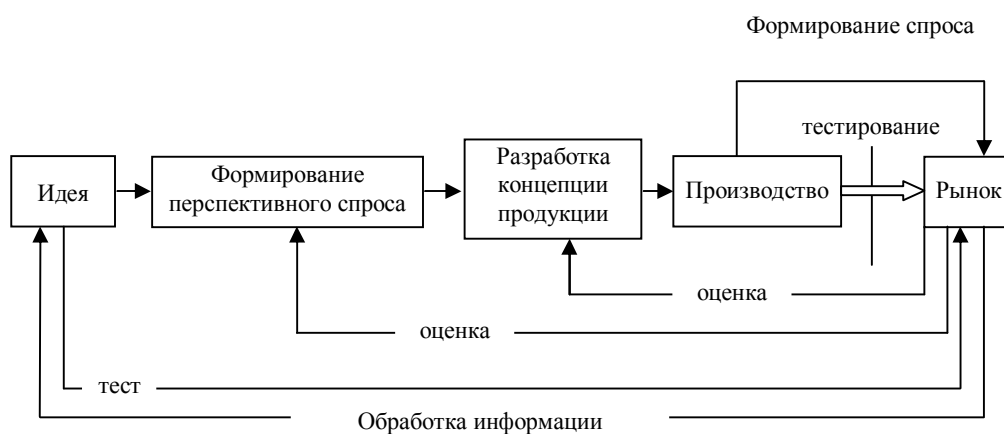 Формирование спроса
тестирование
Идея
Формирование
перспективного спроса
Разработка
концепции
продукции
Производство
Рынок
оценка
оценка
тест
Обработка информации